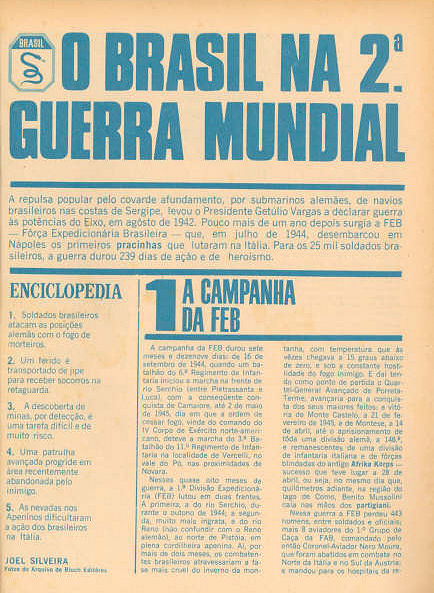 BRASIL
O BRASIL NA 2ª
GUERRA MUNDIAL
A repulsa popular pelo covarde afundamento, por submarinos alemães, de navios
brasileiros nas costas de Sergipe, levou o Presidente Getúlio Vargas a declarar guerra
às potências do Eixo, em agôsto de 1942. Pouco mais de um ano depois surgia a FEB
— Fôrça Expedicionária Brasileira — que, em julho de 1944, desembarcou em
Nápoles os primeiros pracinhas que lutaram na Itália. Para os 25 mil soldados bra-
sileiros, a guerra durou 239 dias de ação e de heroísmo.
ENCICLOPEDIA
1. Soldados brasileiros
atacam as posições
alemãs com o fogo de
morteiros.
2. Um ferido é
transportado de jipe
para receber socorros na
retaguarda.
3. A descoberta de
minas, por detecção, é
uma tarefa difícil e de
muito risco.
4. Uma patrulha
avançada progride em
área recentemente
abandonada pelo
inimigo.
5. As nevadas nos
Apeninos dificultaram
a ação dos brasileiros
na Itália.
JOEL SILVEIRA
Fotos do Arquivo de Bloch Editôres
1 A CAMPANHA
DA FEB
A campanha da FEB durou sete
meses e dezenove dias: de 16 de
setembro de 1944, quando um ba-
talhão do 6.º Regimento de Infan-
taria iniciou a marcha na frente do
rio Serchio (entre Pietrassanta e
Luca), com a conseqüente con-
quista de Camaiore, até 2 de maio
de 1945, dia em que a ordem de
cessar fogo, vinda do comando do
IV Corpo de Exército norte-ameri-
cano, deteve a marcha do 3.º Ba-
talhão do 11.º Regimento de Infan-
taria na localidade de Vercelli, no
vale do Pó, nas proximidades de
Novara.
Nesses quase oito meses da
guerra, a 1.ª Divisão Expedicioná-
ria (FEB) lutou em duas frentes.
A primeira, a do rio Serchio, du-
rante o outono de 1944; a segun-
da, muito mais ingrata, a do rio
Reno (não confundir com o Reno
alemão), ao norte de Pistóia, em
plena cordilheira apenina. Aí, por
mais de dois meses, os combaten-
tes brasileiros atravessariam a fa-
se mais cruel do inverno da mon-
tanha, com temperatura que às
vêzes chegava a 15 graus abaixo
de zero, e sob a constante hosti-
lidade do fogo inimigo. E daí ten-
do como ponto de partida o Quar-
tel-General Avançado de Porreta-
Terme, avançaria para a conquis-
ta dos seus maiores feitos: a vitó-
ria de Monte Castelo, a 21 de fe-
vereiro de 1945, a de Montese, a 14
de abril, até o aprisionamento de
tôda uma divisão alemã, a 148.ª,
e remanescentes, de uma divisão
de infantaria italiana e de fôrças
blindadas do antigo Afrika Korps —
sucesso que teve lugar a 28 de
abril, ou seja, no mesmo dia que,
quilômetros adiante, na região do
lago de Como, Benito Mussolini
caía nas mãos dos partigiani.
Nessa guerra a FEB perdeu 443
homens, entre soldados e oficiais;
mais 8 aviadores do 1.º Grupo de
Caça da FAB, comandado pelo
então Coronel-Aviador Nero Moura,
que foram abatidos em combate no
Norte da Itália e no Sul da Áustria;
e mandou para os hospitais da re-